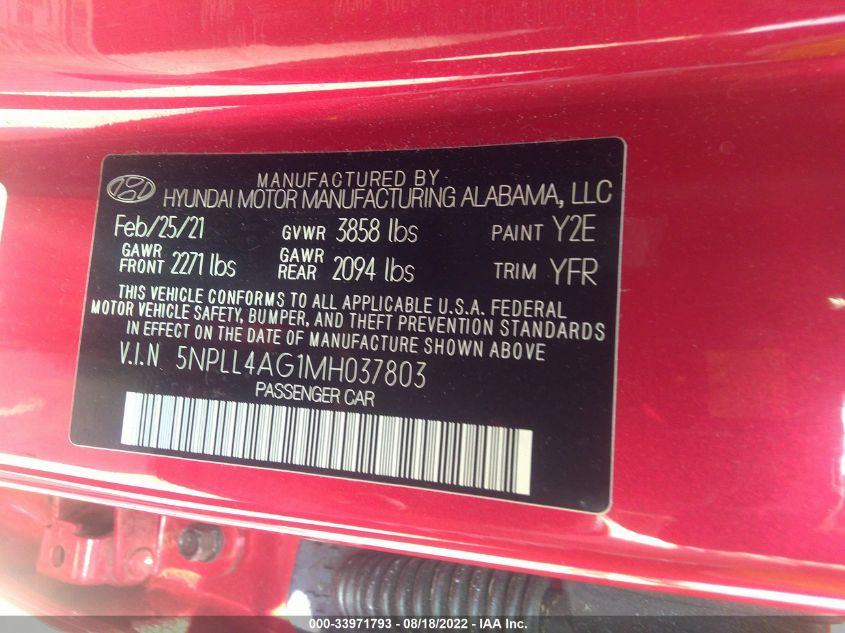 MANUFACTURED BY
HYUNDAI MOTOR MANUFACTURING ALABAMA, LLC
Feb/25/21 GVWR 3858 lbs PAINT Y2E
GAWR FRONT 2271 lbs GAWR REAR 2094 lbs TRIM YFR
THIS VEHICLE CONFORMS TO ALL APPLICABLE U.S.A. FEDERAL
MOTOR VEHICLE SAFETY, BUMPER, AND THEFT PREVENTION STANDARDS
IN EFFECT ON THE DATE OF MANUFACTURE SHOWN ABOVE
V.I.N 5NPLL4AG1MH037803
PASSENGER CAR
000-33971793 - 08/18/2022 - IAA Inc.